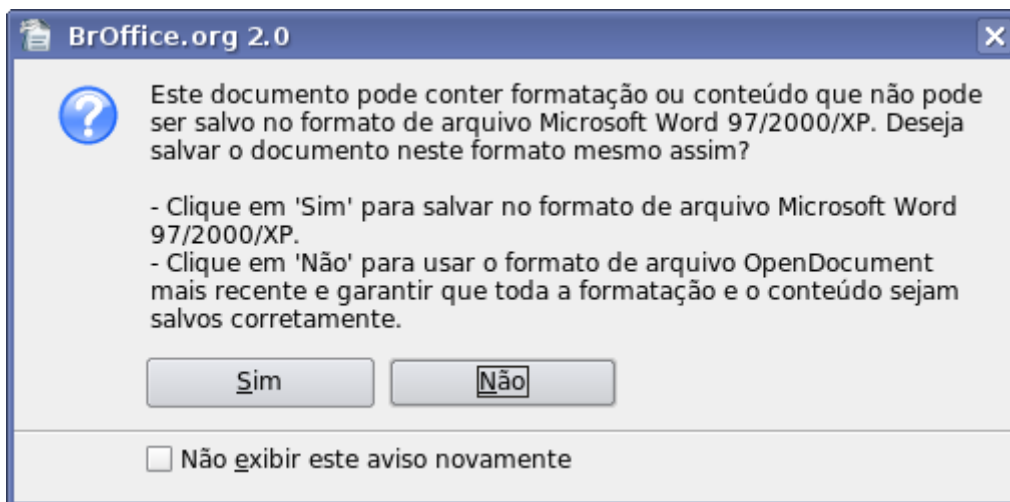 BrOffice.org 2.0
Este documento pode conter formatação ou conteúdo que não pode
ser salvo no formato de arquivo Microsoft Word 97/2000/XP. Deseja
salvar o documento neste formato mesmo assim?
- Clique em 'Sim' para salvar no formato de arquivo Microsoft Word
97/2000/XP.
- Clique em 'Não' para usar o formato de arquivo OpenDocument
mais recente e garantir que toda a formatação e o conteúdo sejam
salvos corretamente.
Sim
Não
Não exibir este aviso novamente